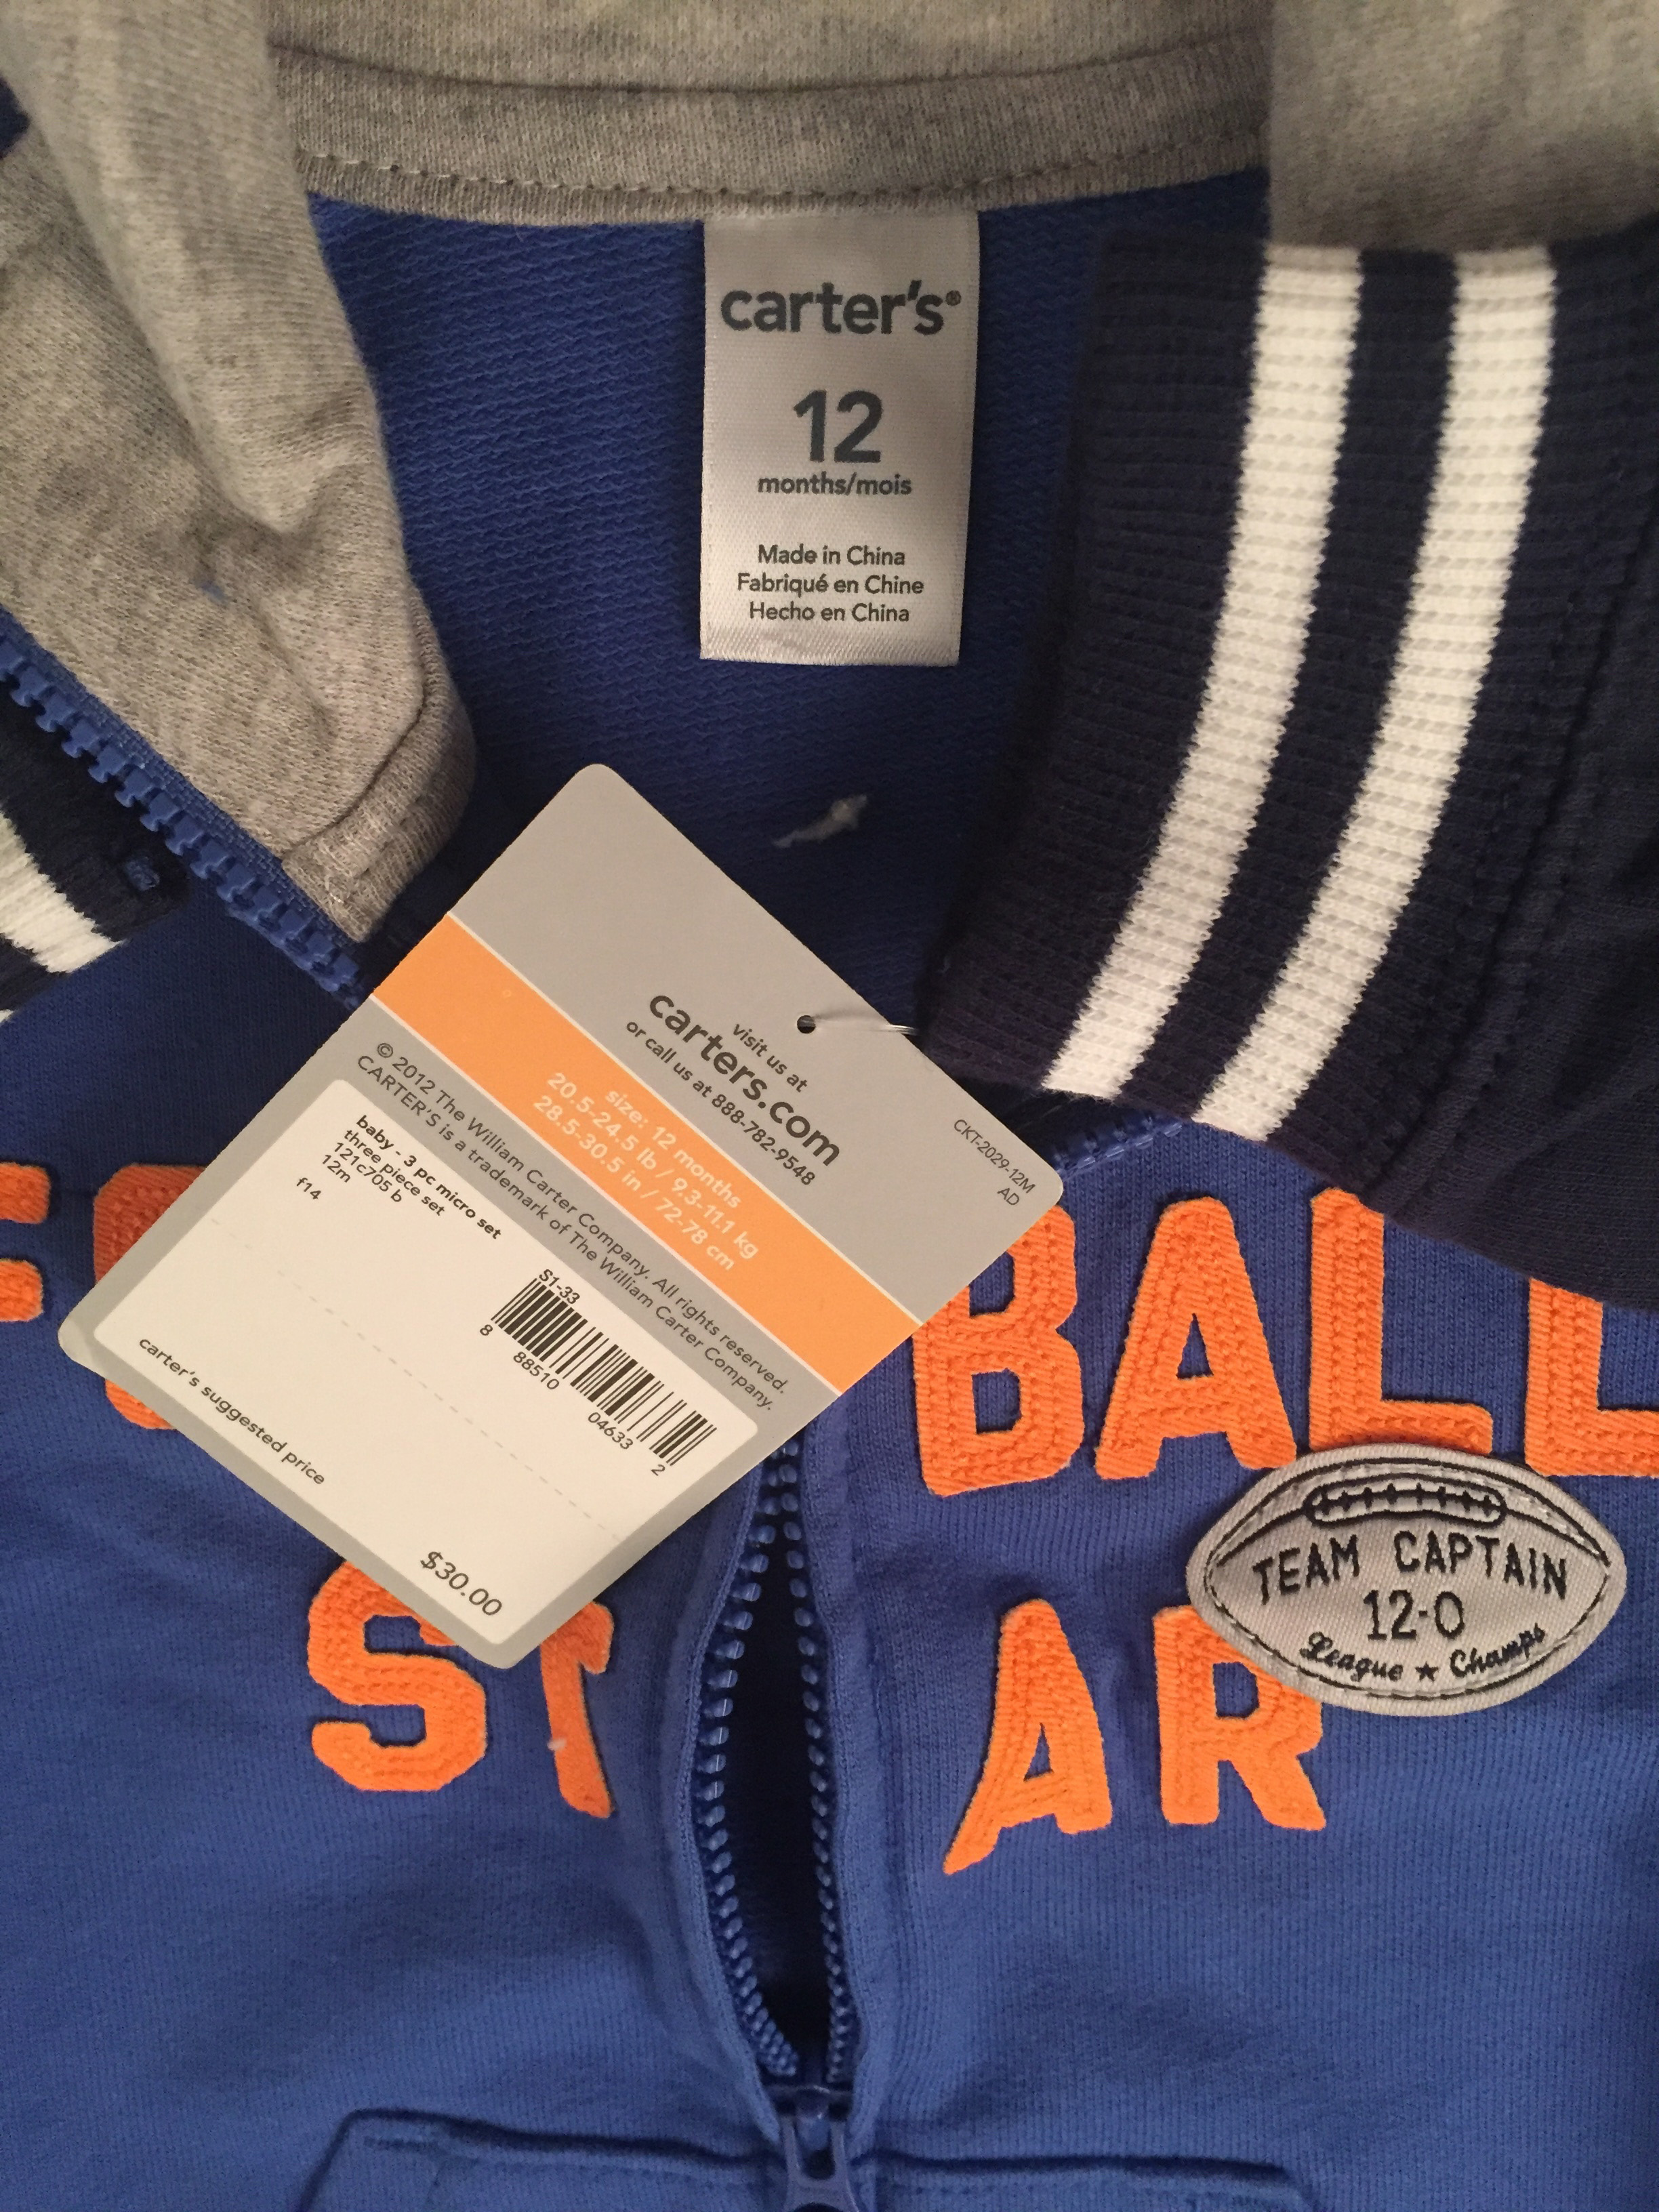 carter's®
12
months/mois
Made in China
Fabriqué en Chine
Hecho en China
visit us at
carters.com
or call us at 888-782-9548
CKT-2029-12M
AD
size: 12 months
20.5-24.5 lb / 9.3-11.1 kg
28.5-30.5 in / 72-78 cm
© 2012 The William Carter Company. All rights reserved.
CARTER'S is a trademark of The William Carter Company.
baby - 3 pc micro set
three piece set
121c705 b
12m
f14
S1-33
8 88510 04633 2
carter's suggested price
$30.00
BALL
STAR
TEAM CAPTAIN
12-0
League ★ Champs